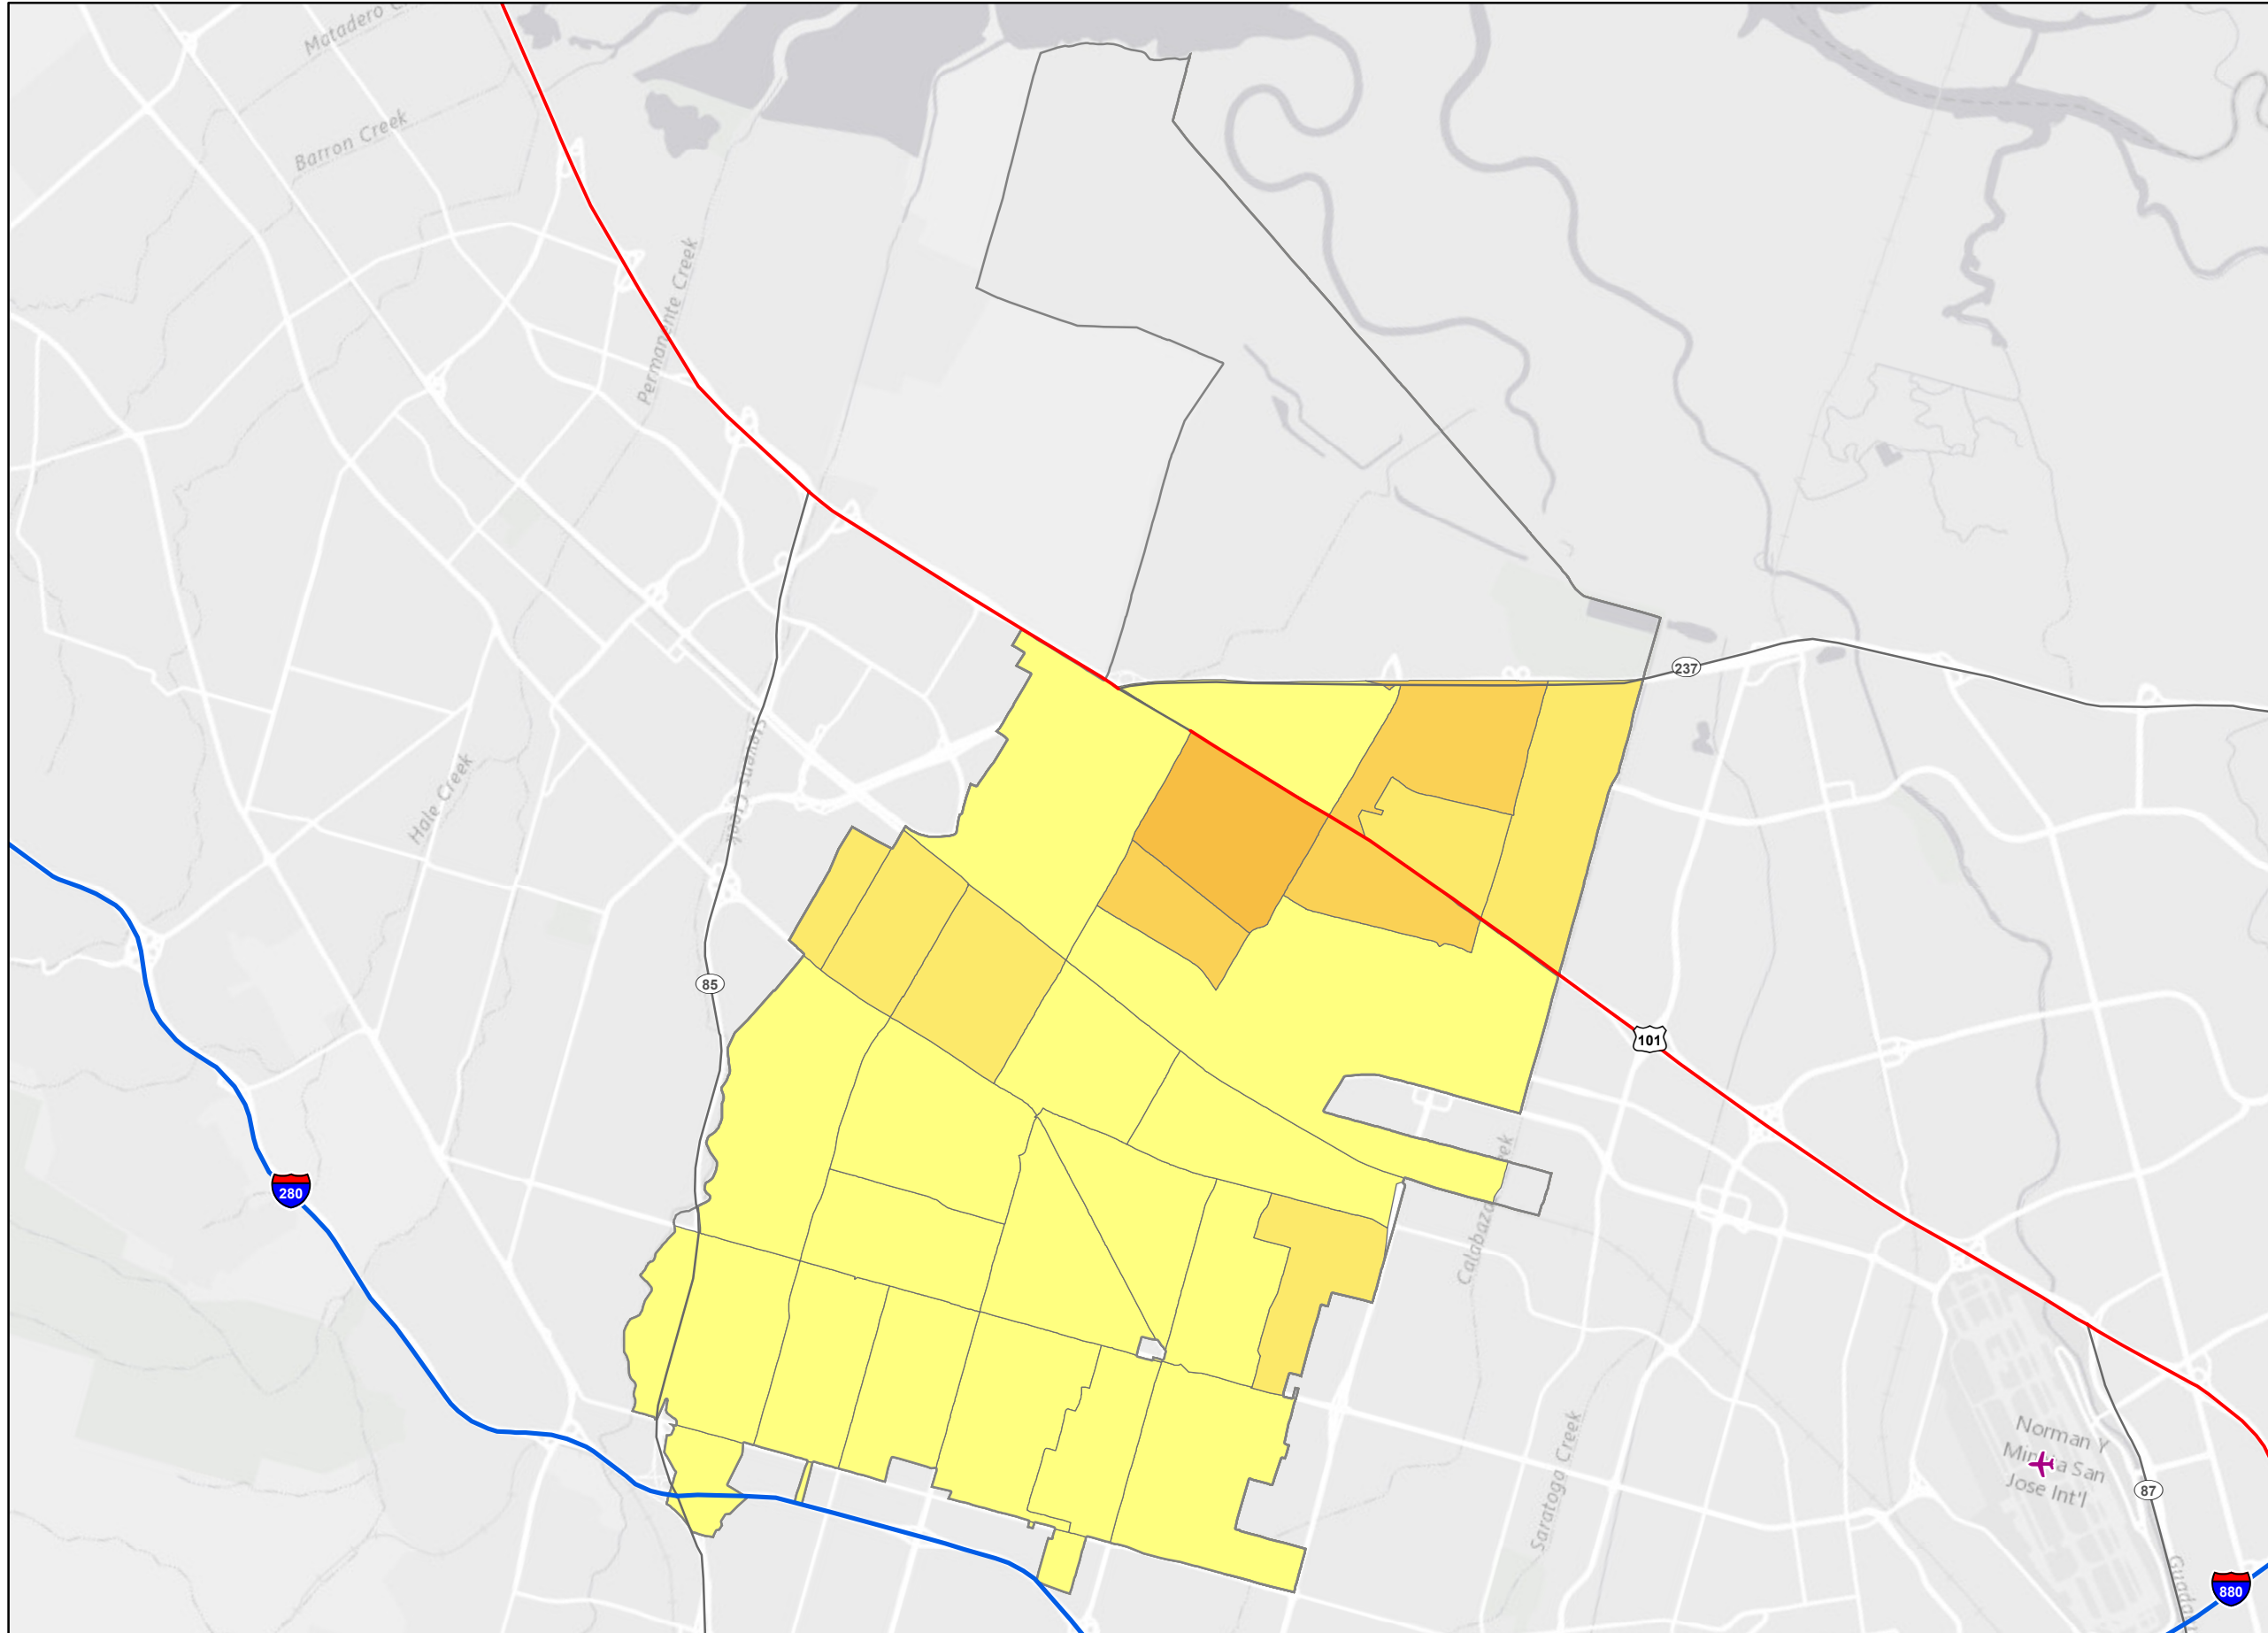 Matadero
Barron Creek
Permanente Creek
237
Stevens Creek
Hale Creek
85
101
280
Calabazas Creek
Saratoga Creek
Norman Y
Mineta San
Jose Int'l
87
880